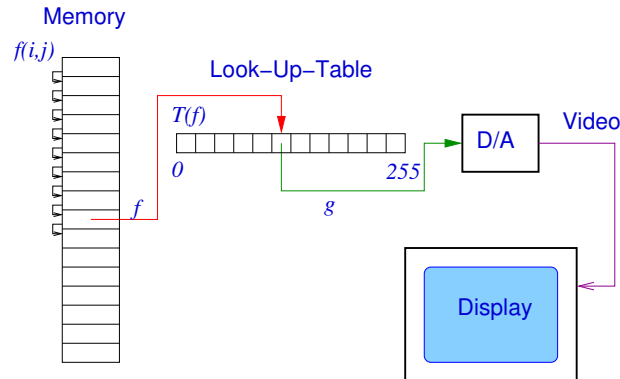 Memory
f(i,j)
Look–Up–Table
T(f)
0
255
f
g
D/A
Video
Display